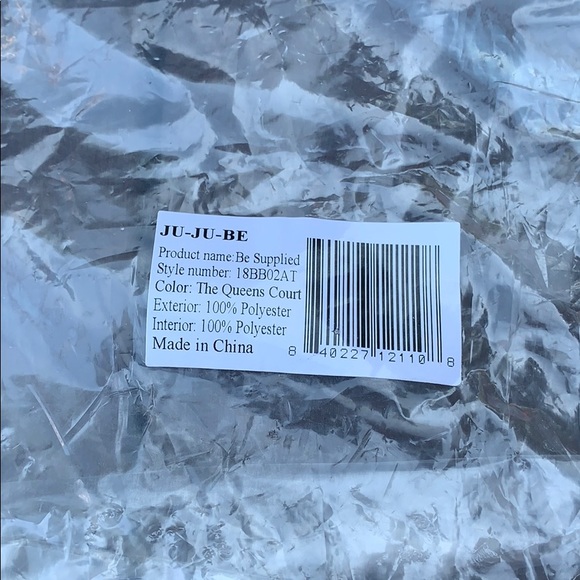 JU-JU-BE
Product name:Be Supplied
Style number: 18BB02AT
Color: The Queens Court
Exterior: 100% Polyester
Interior: 100% Polyester
Made in China
8 40227 12110 8